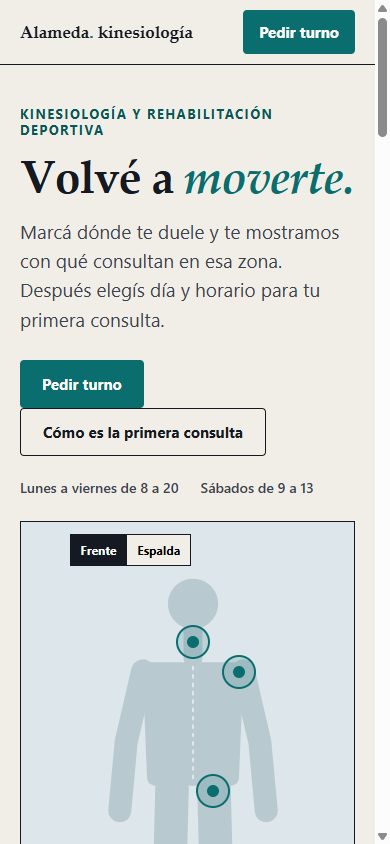 Alameda. kinesiología
Pedir turno
KINESIOLOGÍA Y REHABILITACIÓN
DEPORTIVA
Volvé a moverte.
Marcá dónde te duele y te mostramos
con qué consultan en esa zona.
Después elegís día y horario para tu
primera consulta.
Pedir turno
Cómo es la primera consulta
Lunes a viernes de 8 a 20 Sábados de 9 a 13
Frente Espalda